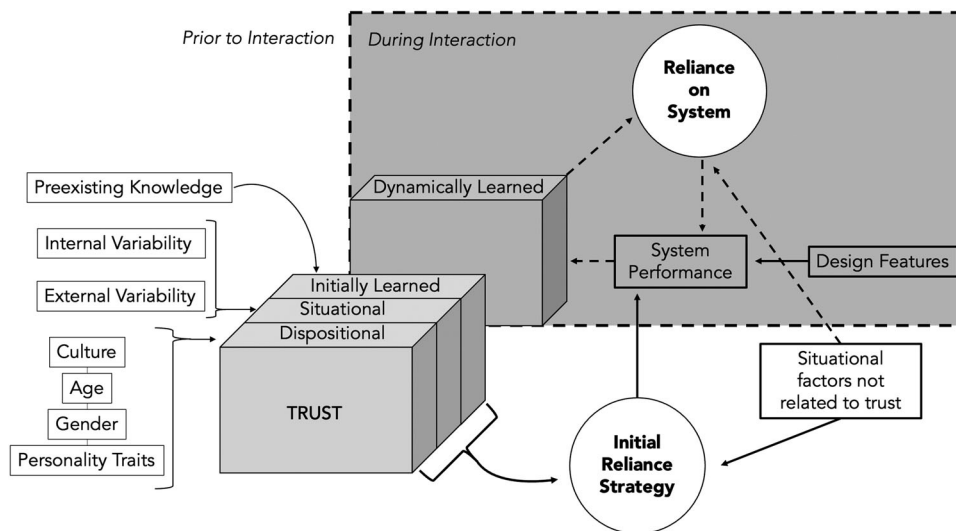 Prior to Interaction
During Interaction
Reliance
on
System
Preexisting Knowledge
Dynamically Learned
Internal Variability
System
Performance
Design Features
External Variability
Initially Learned
Situational
Dispositional
Culture
Age
Gender
Personality Traits
TRUST
Situational
factors not
related to trust
Initial
Reliance
Strategy